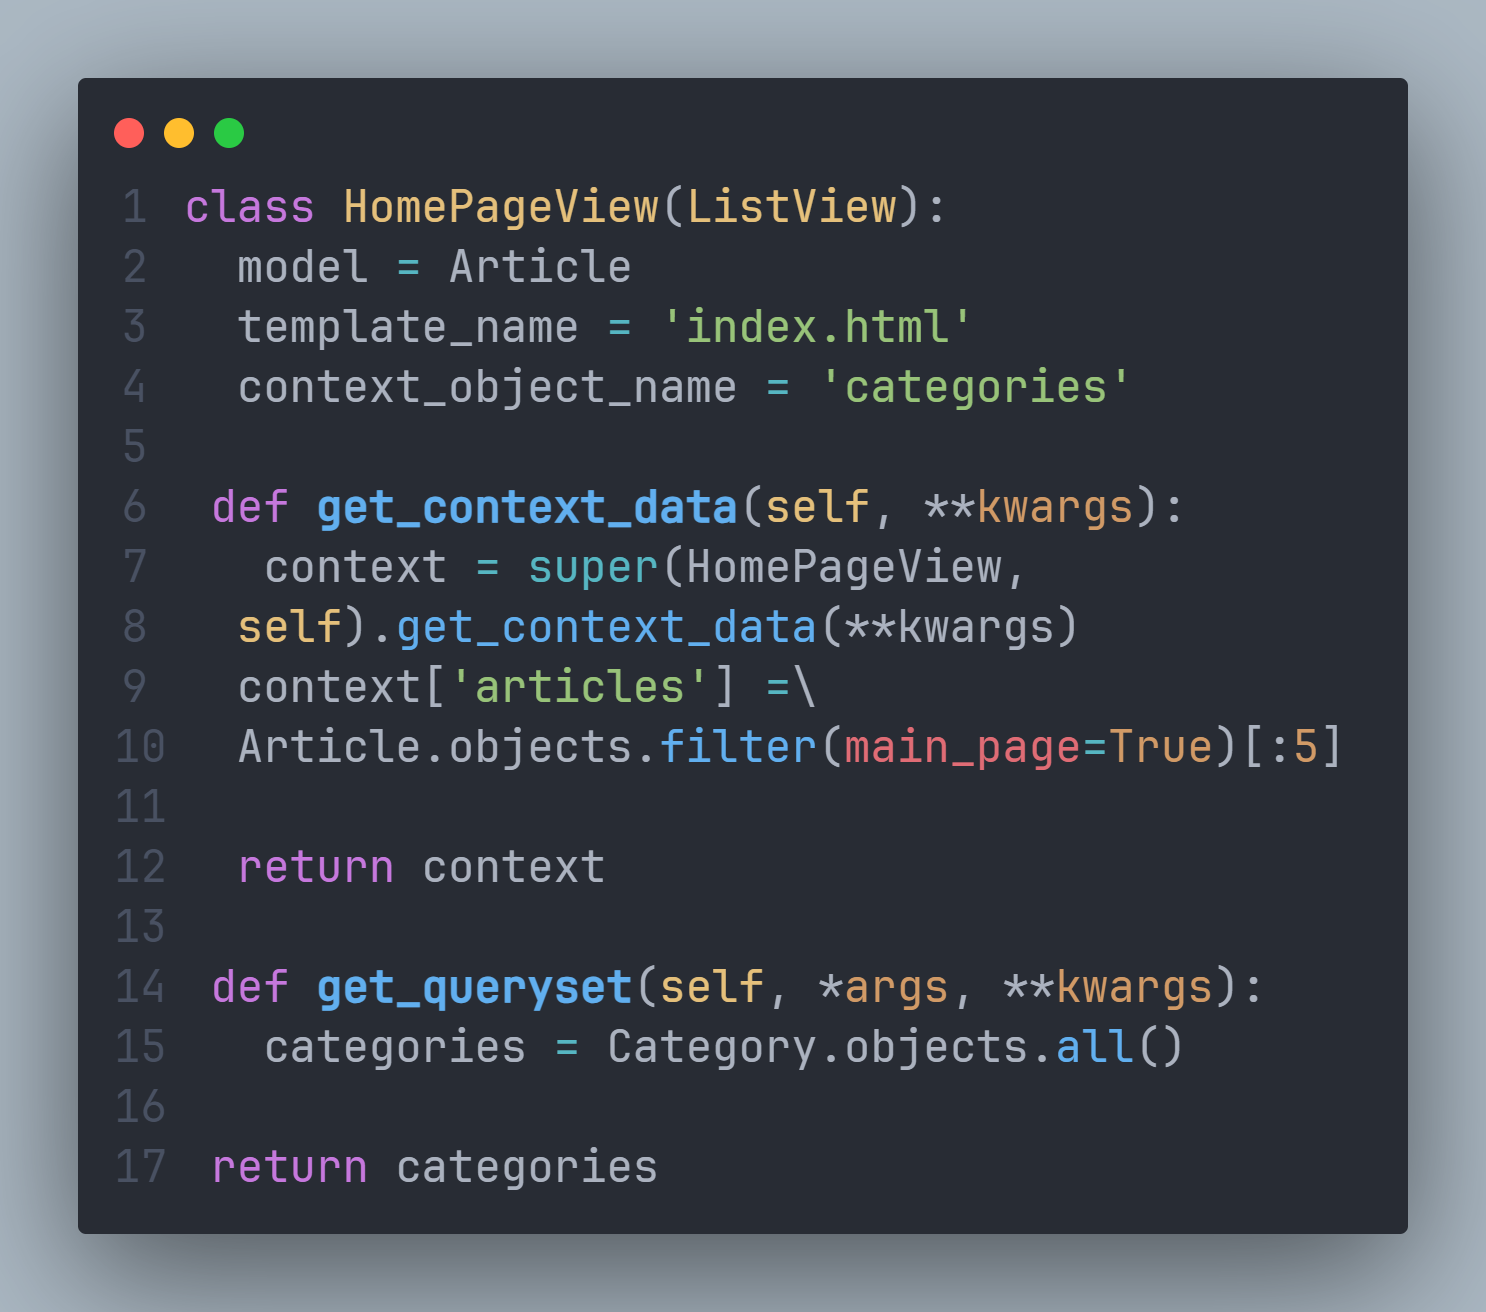 1 class HomePageView(ListView):
2   model = Article
3   template_name = 'index.html'
4   context_object_name = 'categories'
5
6  def get_context_data(self, **kwargs):
7    context = super(HomePageView,
8   self).get_context_data(**kwargs)
9   context['articles'] =\
10   Article.objects.filter(main_page=True)[:5]
11
12   return context
13
14  def get_queryset(self, *args, **kwargs):
15    categories = Category.objects.all()
16
17  return categories